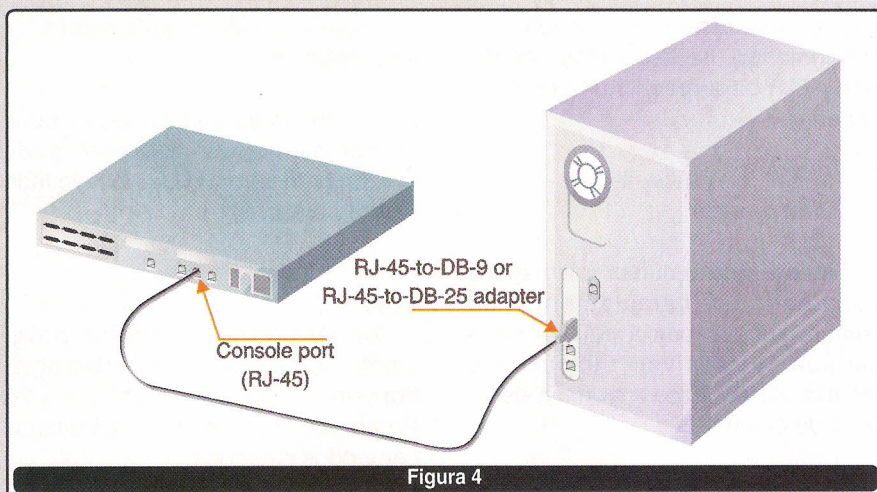 RJ-45-to-DB-9 or
RJ-45-to-DB-25 adapter
Console port
(RJ-45)
Figura 4